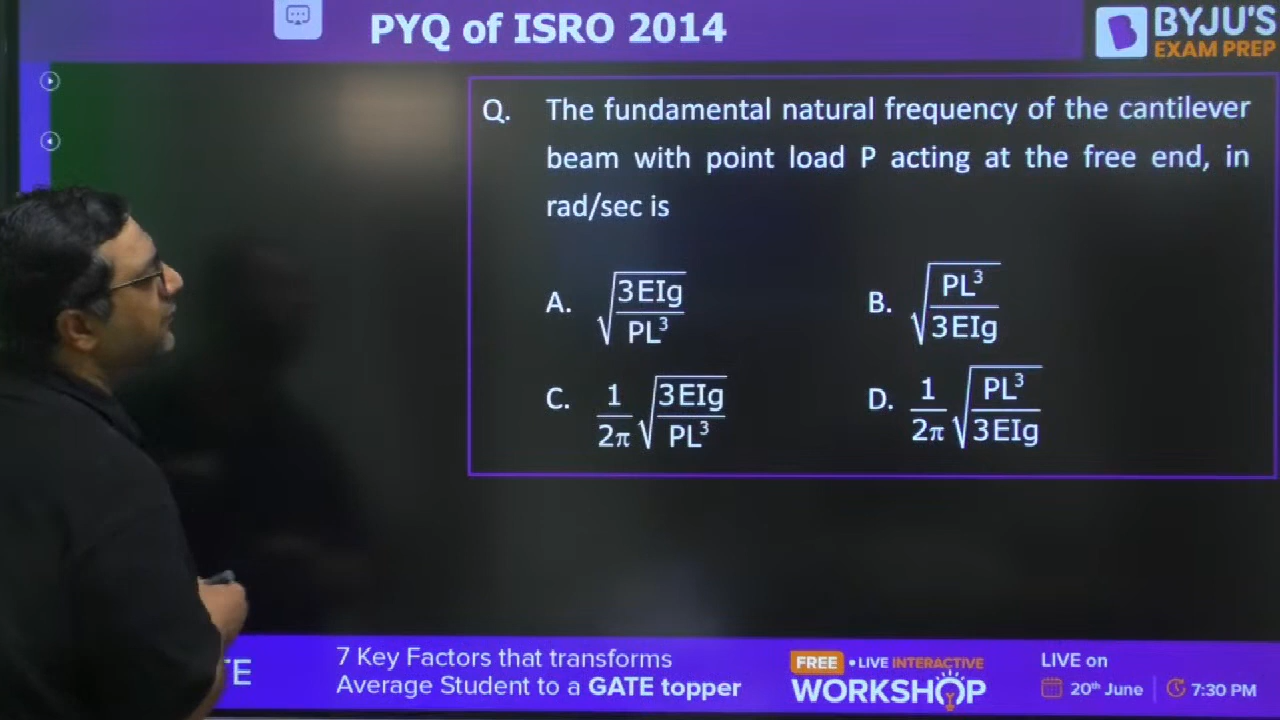 PYQ of ISRO 2014
BYJU'S
EXAM PREP
Q. The fundamental natural frequency of the cantilever
beam with point load P acting at the free end, in
rad/sec is
A. √(3EIg/PL³)
B. √(PL³/3EIg)
C. 1/2π √(3EIg/PL³)
D. 1/2π √(PL³/3EIg)
7 Key Factors that transforms
Average Student to a GATE topper
FREE • LIVE INTERACTIVE
WORKSHOP
LIVE on
20th June | 7:30 PM